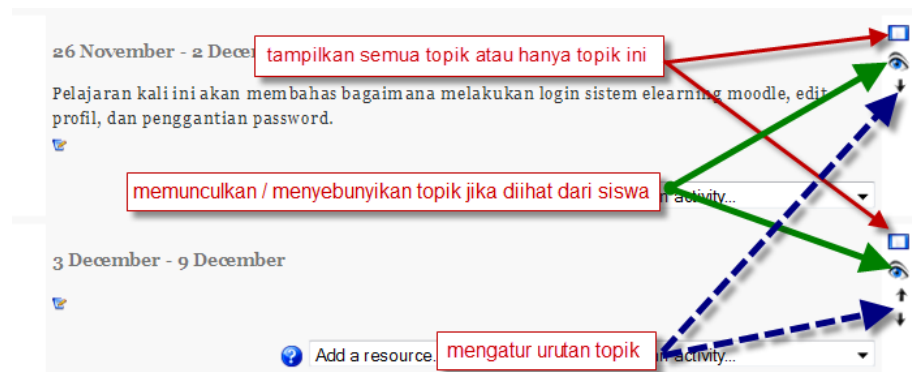 26 November - 2 Dece
tampilkan semua topik atau hanya topik ini
Pelajaran kali ini akan membahas bagaimana melakukan login sistem elearning moodle, edit
profil, dan penggantian password.
memunculkan / menyebunyikan topik jika diihat dari siswa
activity...
3 December - 9 December
Add a resource.
mengatur urutan topik
activity...